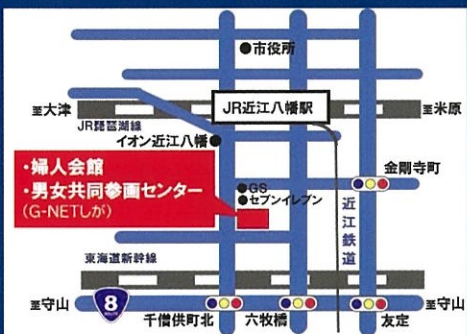 市役所
至大津
JR近江八幡駅
至米原
JR琵琶湖線
イオン近江八幡
・婦人会館
・男女共同参画センター
(G-NETしが)
GS
セブンイレブン
金剛寺町
近江鉄道
東海道新幹線
至守山
8
ROUTE
千僧供町北
六枚橋
友定
至守山